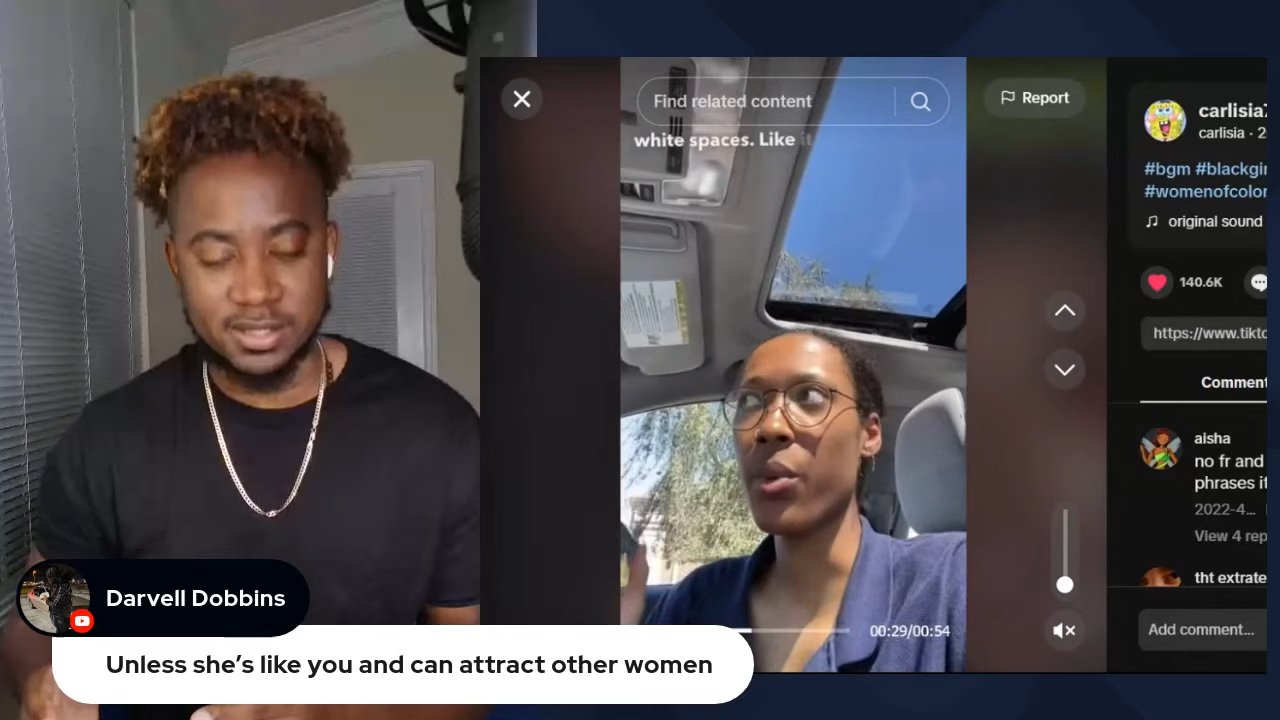 Find related content
Report
white spaces. Like it
carlisia
carlisia · 2
#bgm #blackgir
#womenofcolor
original sound
140.6K
https://www.tikto
Comment
aisha
no fr and
phrases it
2022-4...
View 4 rep
tht extrate
Add comment...
00:29/00:54
Darvell Dobbins
Unless she's like you and can attract other women